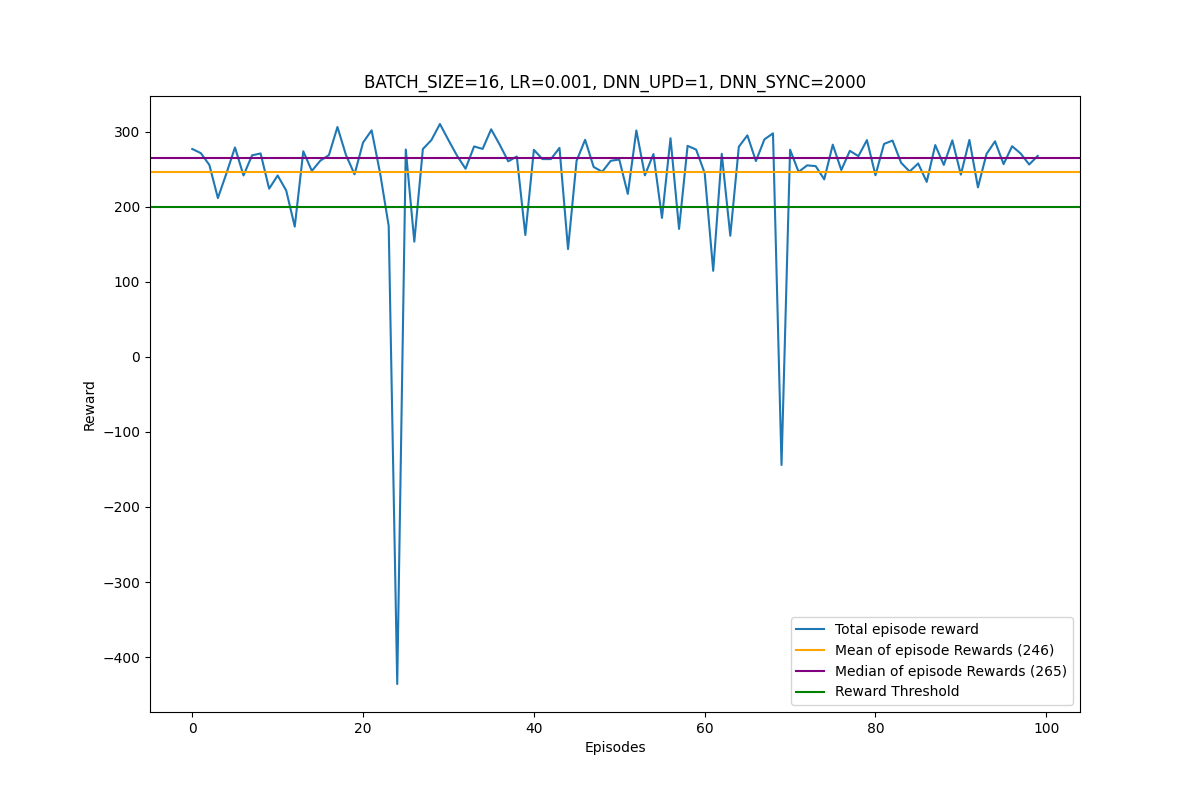 BATCH_SIZE=16, LR=0.001, DNN_UPD=1, DNN_SYNC=2000
300
200
100
0
−100
−200
−300
−400
Reward
Total episode reward
Mean of episode Rewards (246)
Median of episode Rewards (265)
Reward Threshold
0 20 40 60 80 100
Episodes